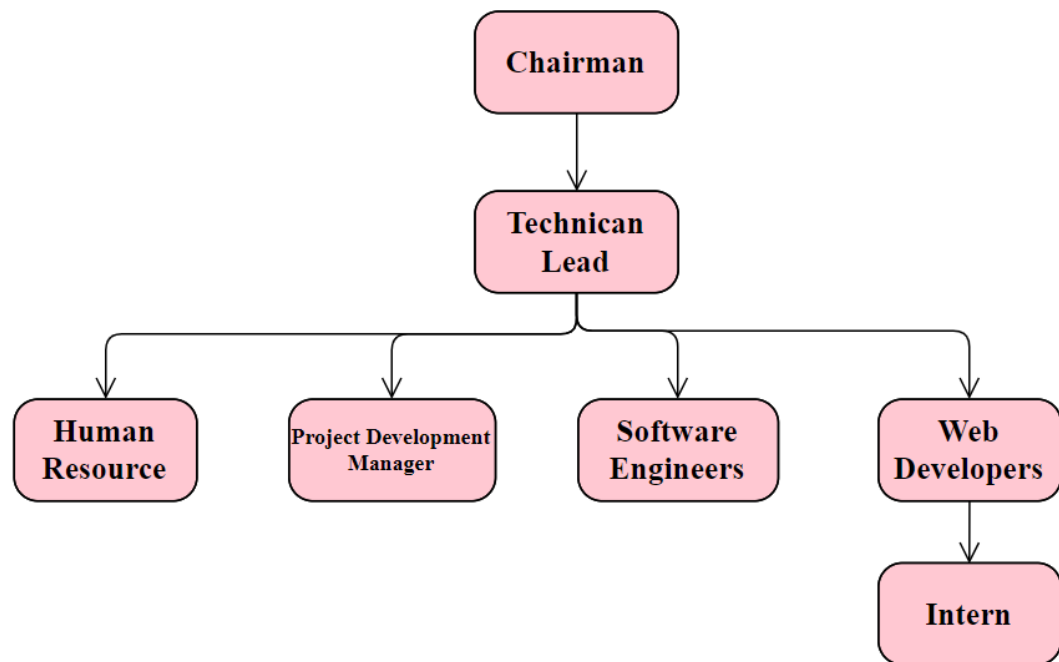 Chairman
Technican
Lead
Human
Resource
Project Development
Manager
Software
Engineers
Web
Developers
Intern